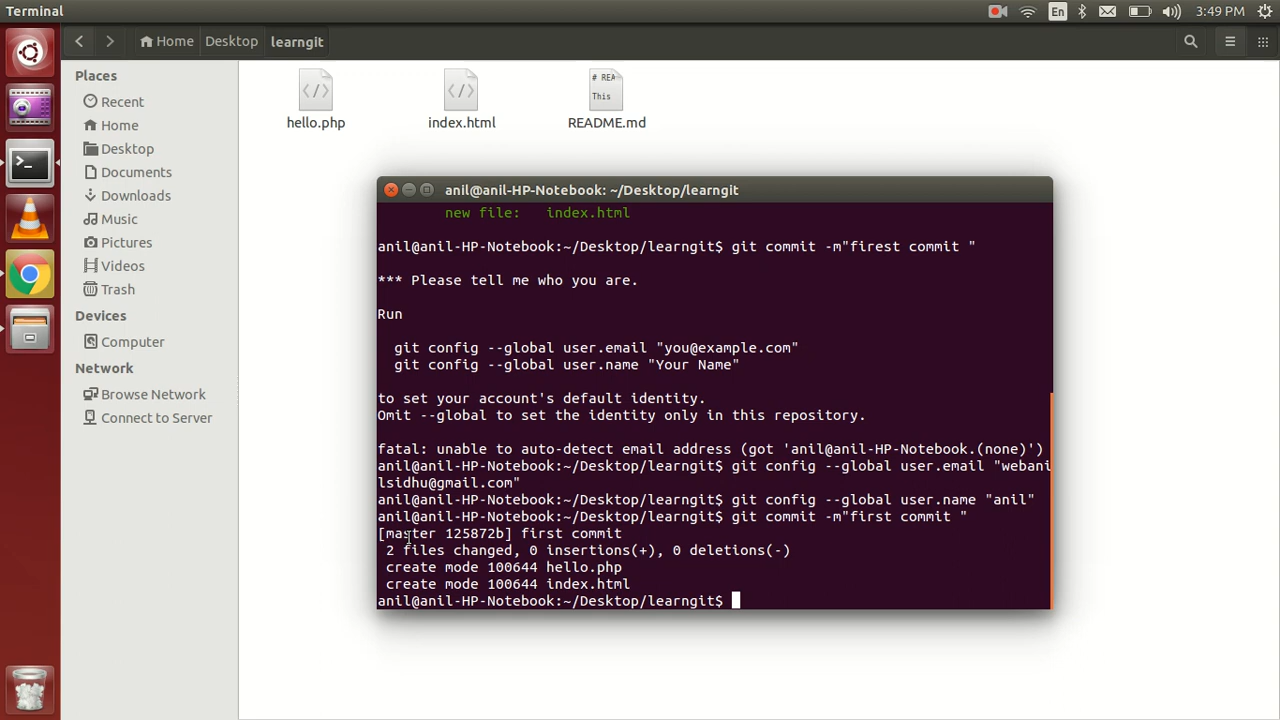 Terminal
En
3:49 PM
Home
Desktop
learngit
Places
Recent
Home
Desktop
Documents
Downloads
Music
Pictures
Videos
Trash
Devices
Computer
Network
Browse Network
Connect to Server
# REA
This
hello.php
index.html
README.md
anil@anil-HP-Notebook: ~/Desktop/learngit
new file:   index.html
anil@anil-HP-Notebook:~/Desktop/learngit$ git commit -m"firest commit "
*** Please tell me who you are.
Run
git config --global user.email "you@example.com"
git config --global user.name "Your Name"
to set your account's default identity.
Omit --global to set the identity only in this repository.
fatal: unable to auto-detect email address (got 'anil@anil-HP-Notebook.(none)')
anil@anil-HP-Notebook:~/Desktop/learngit$ git config --global user.email "webani
lsidhu@gmail.com"
anil@anil-HP-Notebook:~/Desktop/learngit$ git config --global user.name "anil"
anil@anil-HP-Notebook:~/Desktop/learngit$ git commit -m"first commit "
[master 125872b] first commit
2 files changed, 0 insertions(+), 0 deletions(-)
create mode 100644 hello.php
create mode 100644 index.html
anil@anil-HP-Notebook:~/Desktop/learngit$